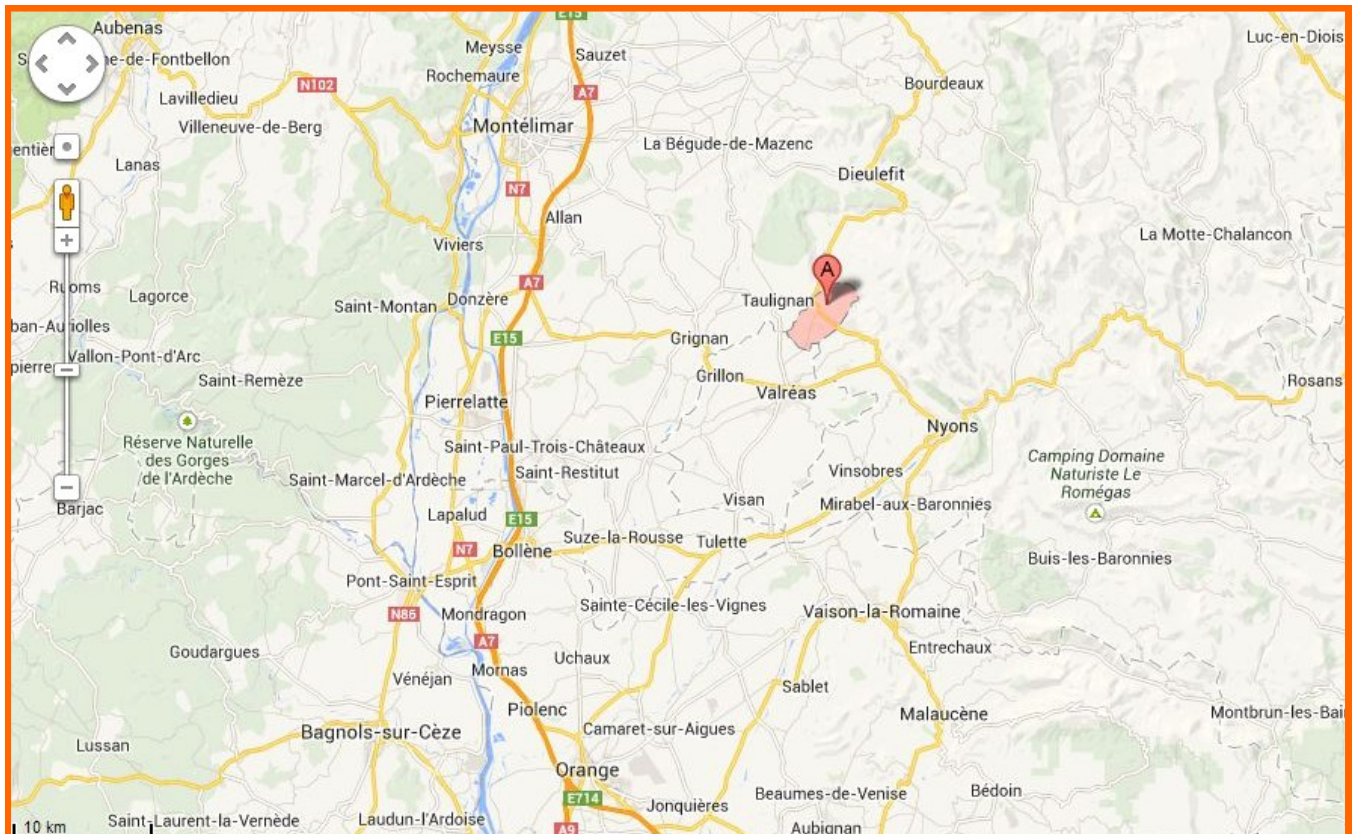 E15
Aubenas
Luc-en-Diois
Meysse
Sauzet
ne-de-Fontbellon
Rochemaure
N102
Bourdeaux
A7
Lavilledieu
Villeneuve-de-Berg
Montélimar
La Bégude-de-Mazenc
entière
Lanas
Dieulefit
N7
Allan
La Motte-Chalancon
Viviers
A
A7
Ruoms
Lagorce
Saint-Montan
Donzère
Taulignan
ban-Auriolles
E15
Grignan
Vallon-Pont-d'Arc
pierre
Saint-Remèze
Grillon
Rosans
Valréas
Pierrelatte
Nyons
Réserve Naturelle
des Gorges
de l'Ardèche
Saint-Paul-Trois-Châteaux
Camping Domaine
Naturiste Le
Romégas
Saint-Restitut
Vinsobres
Saint-Marcel-d'Ardèche
Visan
Mirabel-aux-Baronnies
Barjac
Lapalud
E15
Suze-la-Rousse
Tulette
N7
Bollène
Buis-les-Baronnies
Pont-Saint-Esprit
Sainte-Cécile-les-Vignes
Vaison-la-Romaine
N86
Mondragon
A7
Goudargues
Entrechaux
Uchaux
Mornas
Vénéjan
Sablet
Piolenc
Malaucène
Montbrun-les-Bai
Camaret-sur-Aigues
Bagnols-sur-Cèze
Lussan
Orange
Beaumes-de-Venise
Bédoin
E714
Jonquières
10 km
Saint-Laurent-la-Vernède
Laudun-l'Ardoise
A9
Aubignan